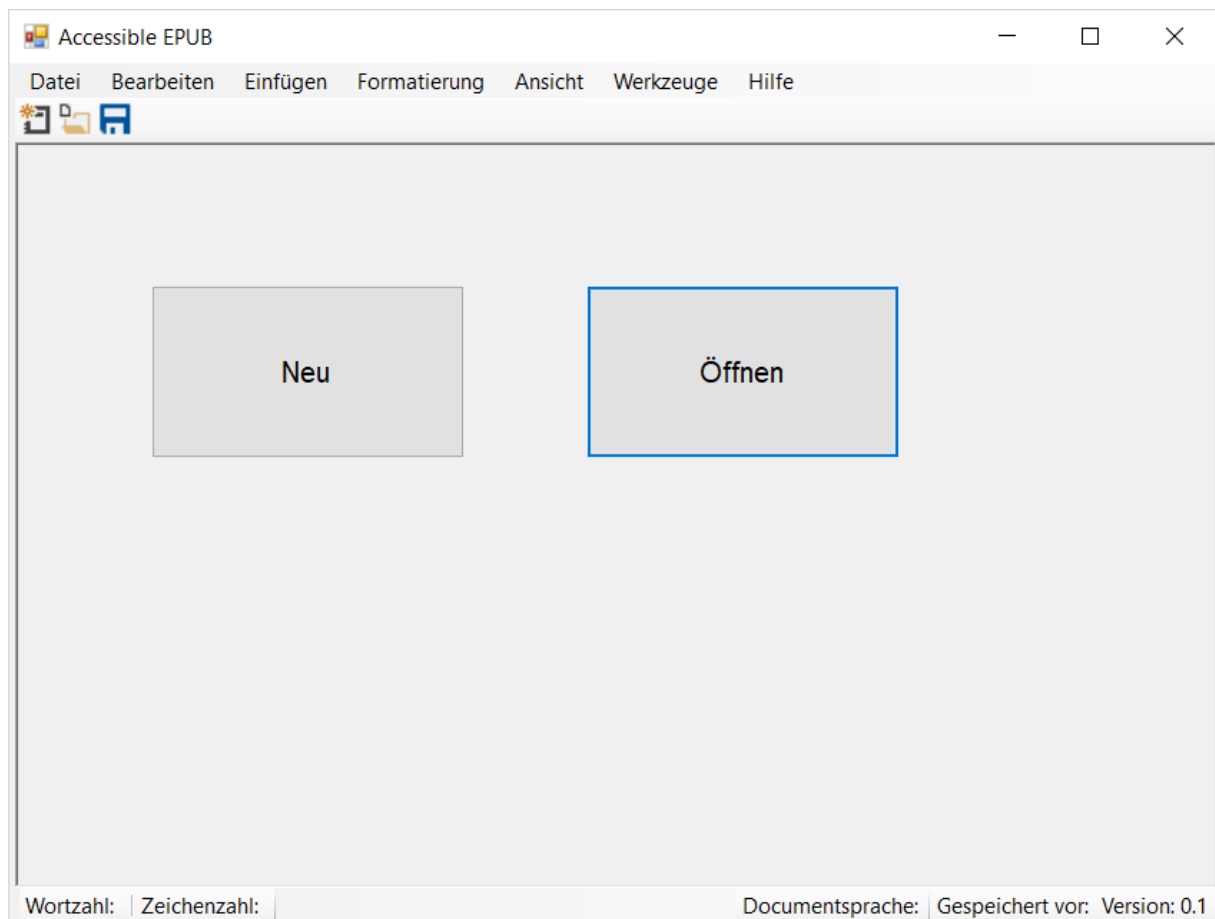 Accessible EPUB
Datei Bearbeiten Einfügen Formatierung Ansicht Werkzeuge Hilfe
Neu Öffnen
Wortzahl: Zeichenzahl: Documentsprache: Gespeichert vor: Version: 0.1